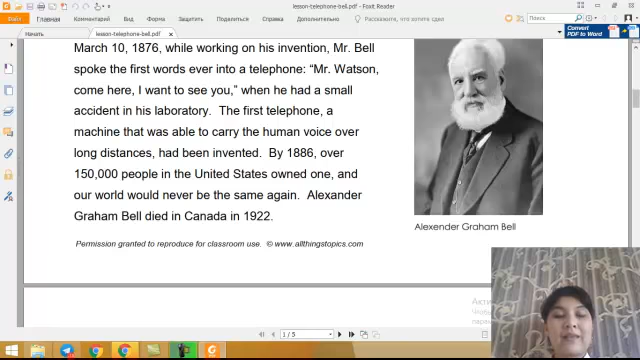 lesson-telephone-bell.pdf - Foxit Reader
Файл
Главная
Комментарий
Заполнить
Защитить
Поделиться
Справка
Дополнительно
Расскажите, что хотите сдел
Поиск
Начать
lesson-telephone-bell.pdf
Convert
PDF to Word!
March 10, 1876, while working on his invention, Mr. Bell
spoke the first words ever into a telephone: “Mr. Watson,
come here, I want to see you,” when he had a small
accident in his laboratory. The first telephone, a
machine that was able to carry the human voice over
long distances, had been invented. By 1886, over
150,000 people in the United States owned one, and
our world would never be the same again. Alexander
Graham Bell died in Canada in 1922.
Alexender Graham Bell
Permission granted to reproduce for classroom use. © www.allthingstopics.com
Акти
Чтобы
парам
1 / 5